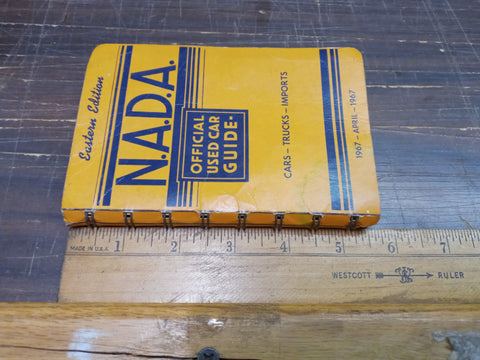 Eastern Edition
N.A.D.A.
OFFICIAL
USED CAR
GUIDE
CARS - TRUCKS - IMPORTS
1967 - APRIL - 1967
1 2 3 4 5 6 7
MADE IN U.S.A.
WESTCOTT RULER